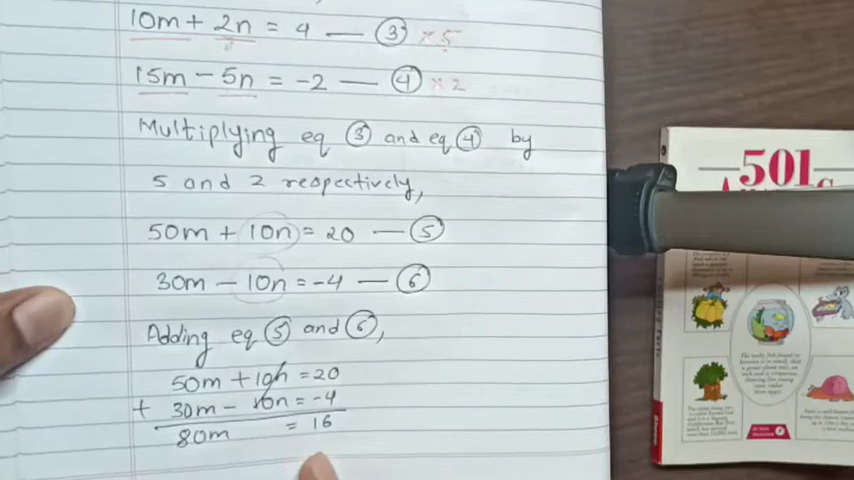 10m + 2n = 4 — ③ × 5
15m − 5n = −2 — ④ × 2
Multiplying eq ③ and eq ④ by
5 and 2 respectively,
50m + 10n = 20 — ⑤
30m − 10n = −4 — ⑥
Adding eq ⑤ and ⑥,
50m + 10n = 20
+ 30m − 10n = −4
80m = 16
501